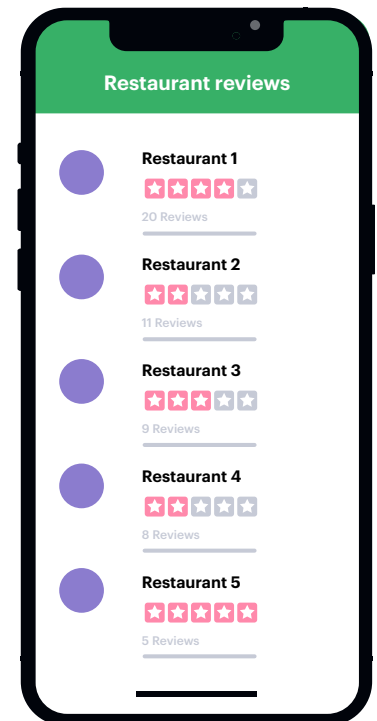 Restaurant reviews
Restaurant 1
20 Reviews
Restaurant 2
11 Reviews
Restaurant 3
9 Reviews
Restaurant 4
8 Reviews
Restaurant 5
5 Reviews